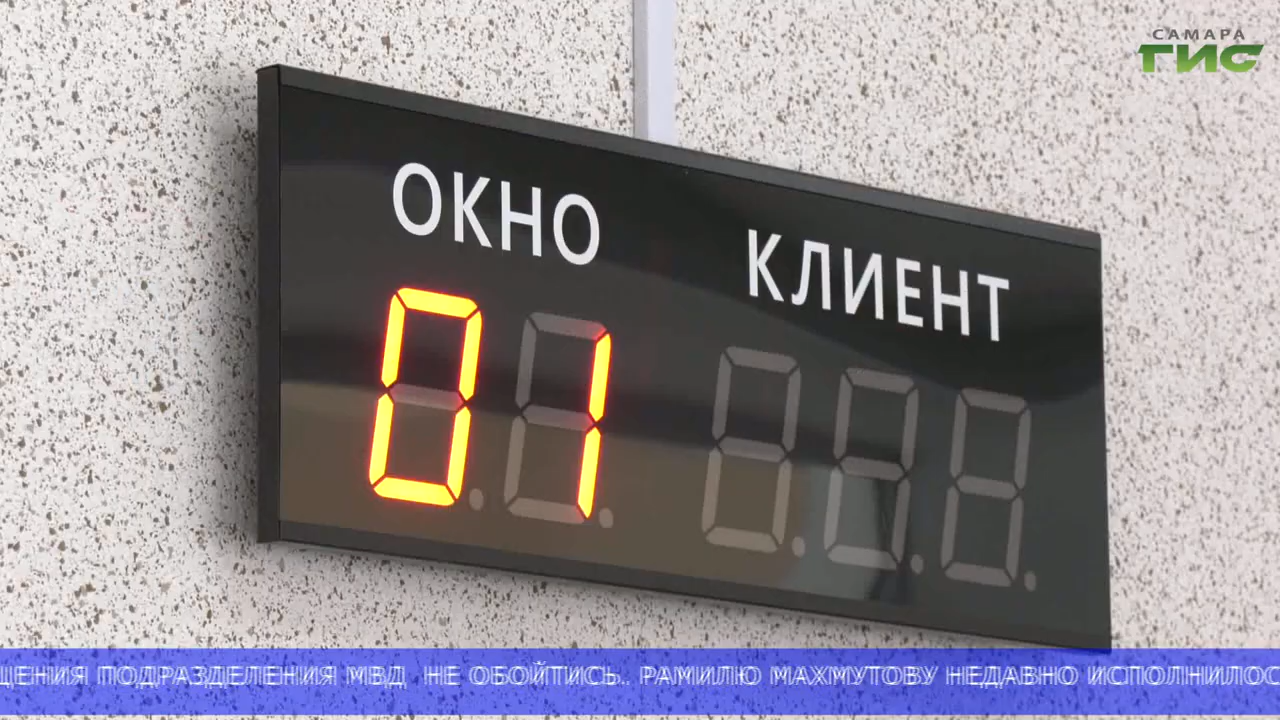 САМАРА
ГИС
ОКНО
КЛИЕНТ
01
ЩЕНИЯ ПОДРАЗДЕЛЕНИЯ МВД НЕ ОБОЙТИСЬ.. РАМИЛЮ МАХМУТОВУ НЕДАВНО ИСПОЛНИЛОС